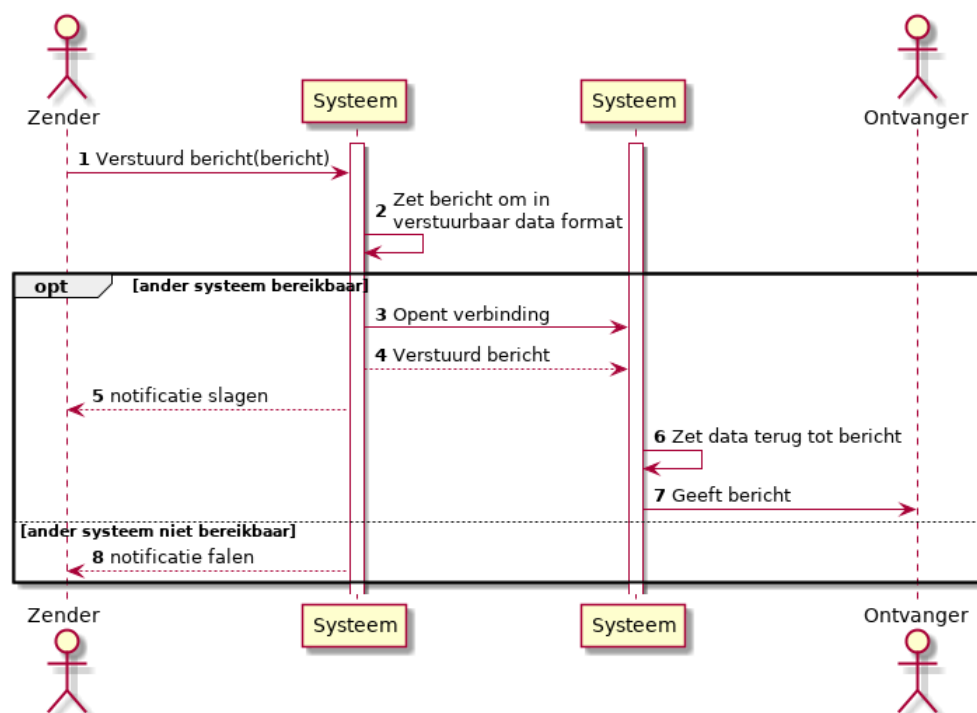 Zender
Systeem
Systeem
Ontvanger
1 Verstuurd bericht(bericht)
2 Zet bericht om in
verstuurbaar data format
opt [ander systeem bereikbaar]
3 Opent verbinding
4 Verstuurd bericht
5 notificatie slagen
6 Zet data terug tot bericht
7 Geeft bericht
[ander systeem niet bereikbaar]
8 notificatie falen
Zender
Systeem
Systeem
Ontvanger